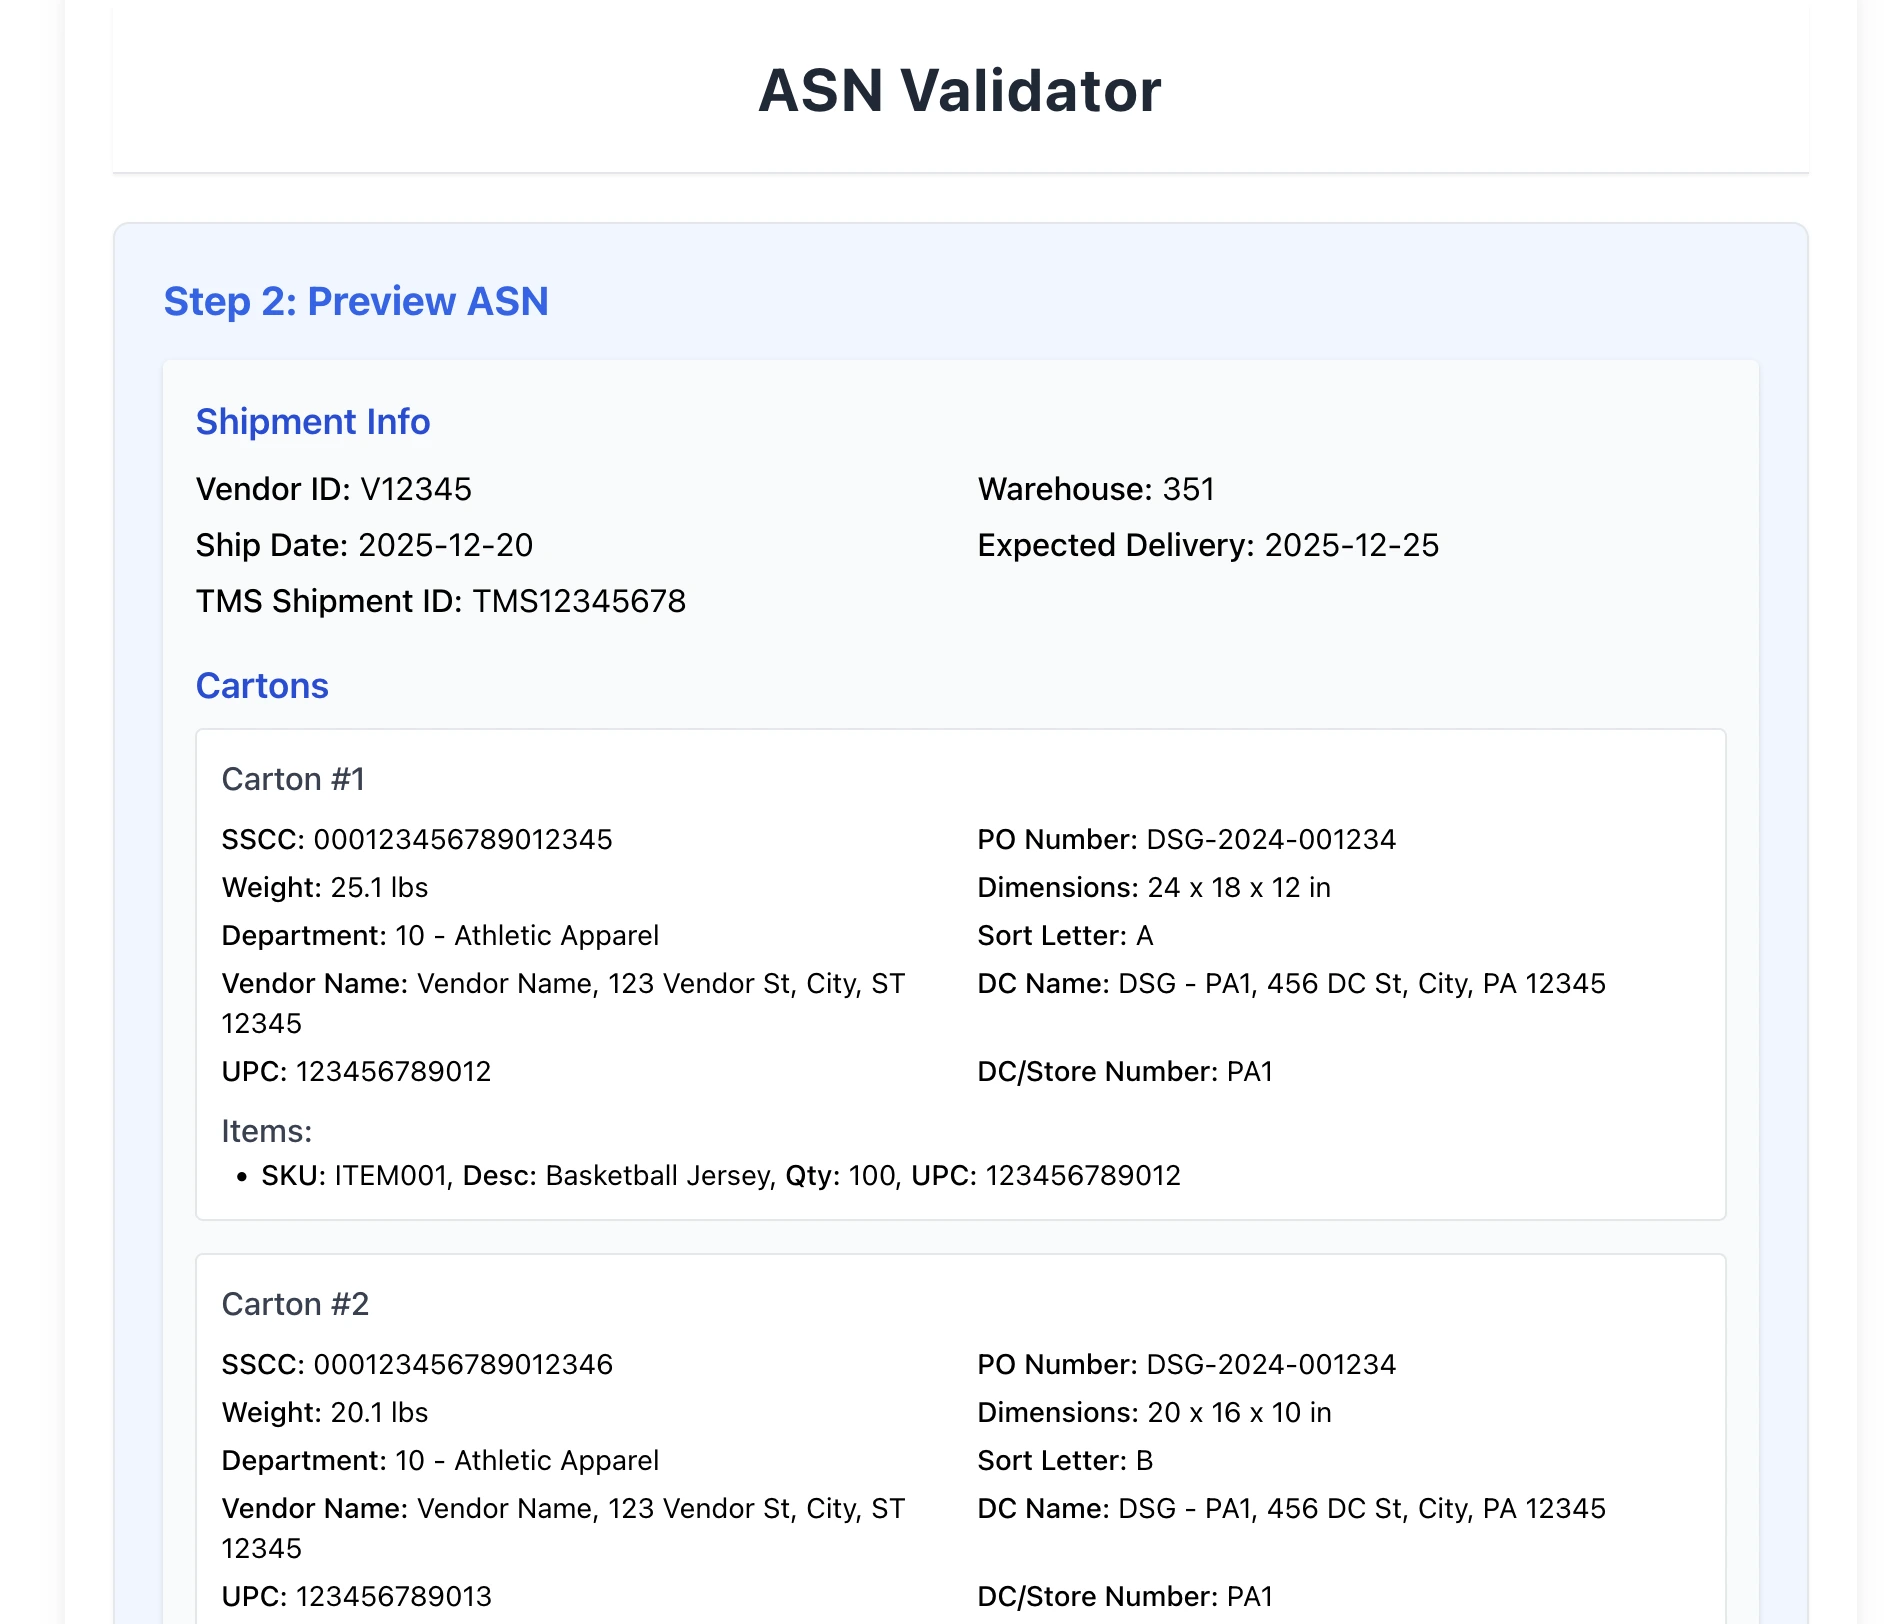 ASN Validator
Step 2: Preview ASN
Shipment Info
Vendor ID: V12345
Warehouse: 351
Ship Date: 2025-12-20
Expected Delivery: 2025-12-25
TMS Shipment ID: TMS12345678
Cartons
Carton #1
SSCC: 000123456789012345
PO Number: DSG-2024-001234
Weight: 25.1 lbs
Dimensions: 24 x 18 x 12 in
Department: 10 - Athletic Apparel
Sort Letter: A
Vendor Name: Vendor Name, 123 Vendor St, City, ST
12345
DC Name: DSG - PA1, 456 DC St, City, PA 12345
UPC: 123456789012
DC/Store Number: PA1
Items:
• SKU: ITEM001, Desc: Basketball Jersey, Qty: 100, UPC: 123456789012
Carton #2
SSCC: 000123456789012346
PO Number: DSG-2024-001234
Weight: 20.1 lbs
Dimensions: 20 x 16 x 10 in
Department: 10 - Athletic Apparel
Sort Letter: B
Vendor Name: Vendor Name, 123 Vendor St, City, ST
12345
DC Name: DSG - PA1, 456 DC St, City, PA 12345
UPC: 123456789013
DC/Store Number: PA1